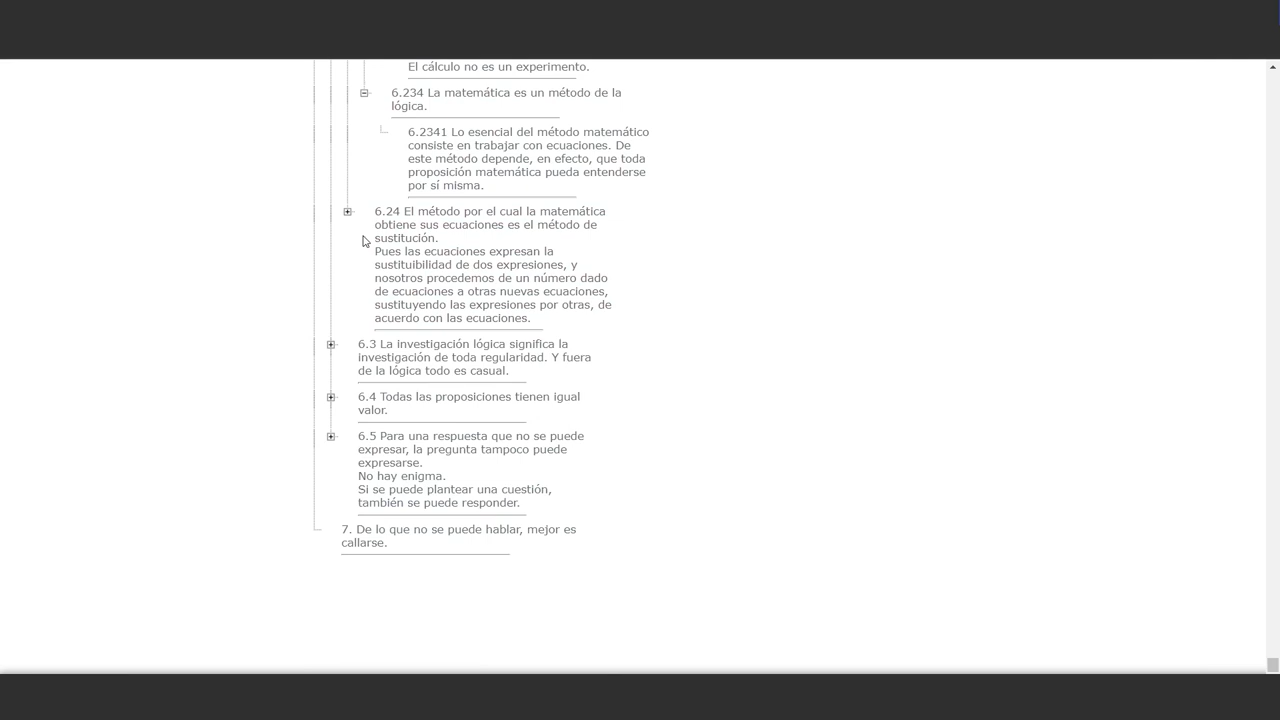 El cálculo no es un experimento.
6.234 La matemática es un método de la
lógica.
6.2341 Lo esencial del método matemático
consiste en trabajar con ecuaciones. De
este método depende, en efecto, que toda
proposición matemática pueda entenderse
por sí misma.
6.24 El método por el cual la matemática
obtiene sus ecuaciones es el método de
sustitución.
Pues las ecuaciones expresan la
sustituibilidad de dos expresiones, y
nosotros procedemos de un número dado
de ecuaciones a otras nuevas ecuaciones,
sustituyendo las expresiones por otras, de
acuerdo con las ecuaciones.
6.3 La investigación lógica significa la
investigación de toda regularidad. Y fuera
de la lógica todo es casual.
6.4 Todas las proposiciones tienen igual
valor.
6.5 Para una respuesta que no se puede
expresar, la pregunta tampoco puede
expresarse.
No hay enigma.
Si se puede plantear una cuestión,
también se puede responder.
7. De lo que no se puede hablar, mejor es
callarse.